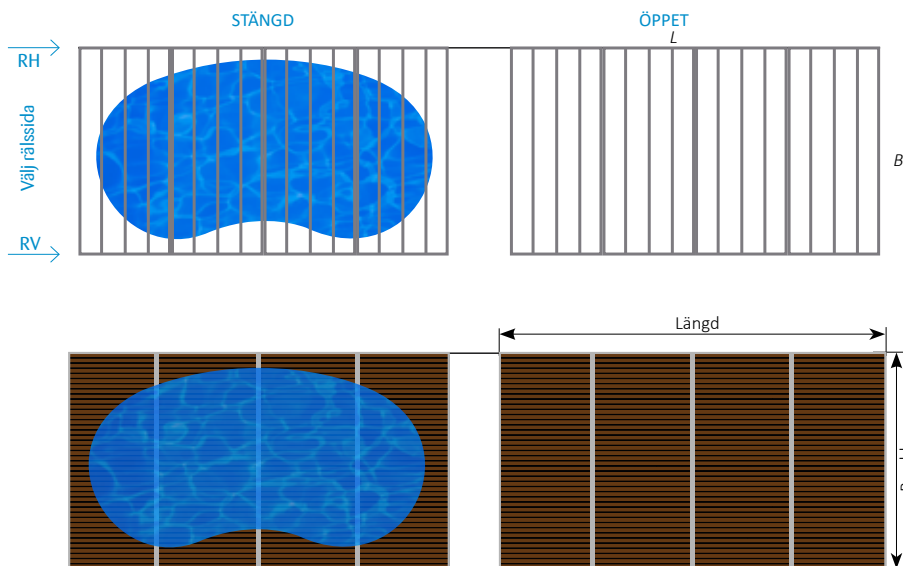 STÄNGD
ÖPPET
L
RH
Välj rälssida
B
RV
Längd